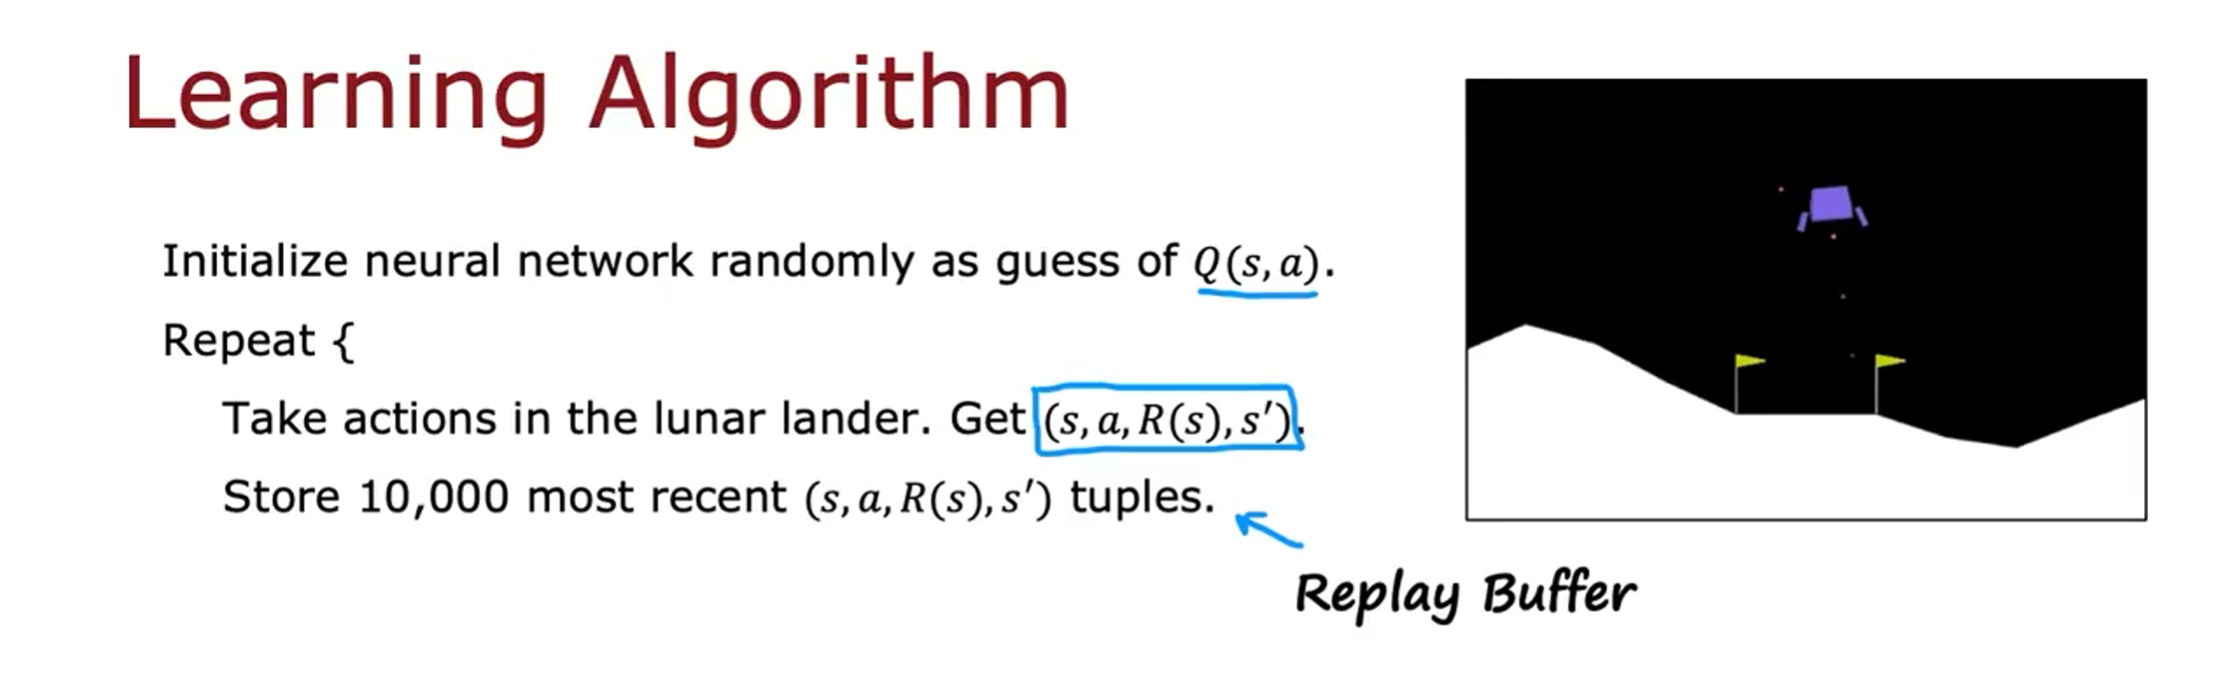 Learning Algorithm
Initialize neural network randomly as guess of Q(s, a).
Repeat {
Take actions in the lunar lander. Get (s, a, R(s), s′).
Store 10,000 most recent (s, a, R(s), s′) tuples.
Replay Buffer